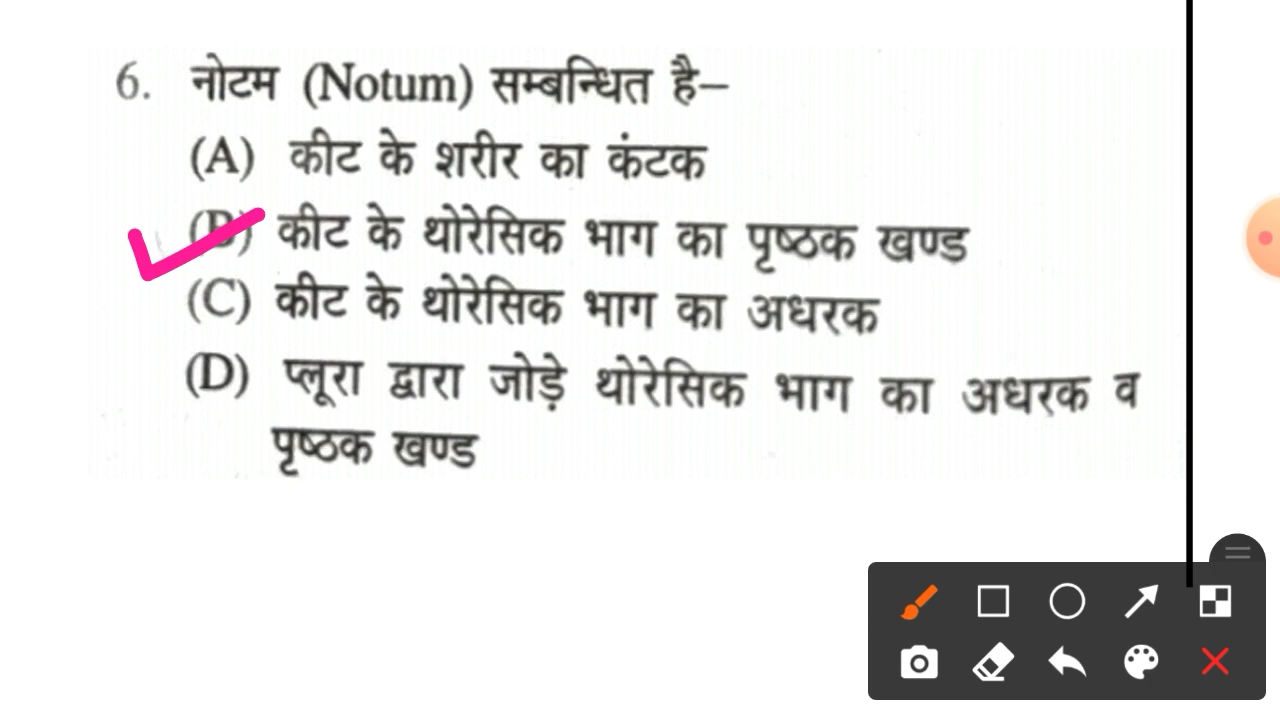 6. नोटम (Notum) सम्बन्धित है–
(A) कीट के शरीर का कंटक
(B) कीट के थोरेसिक भाग का पृष्ठक खण्ड
(C) कीट के थोरेसिक भाग का अधरक
(D) प्लूरा द्वारा जोड़े थोरेसिक भाग का अधरक व
पृष्ठक खण्ड